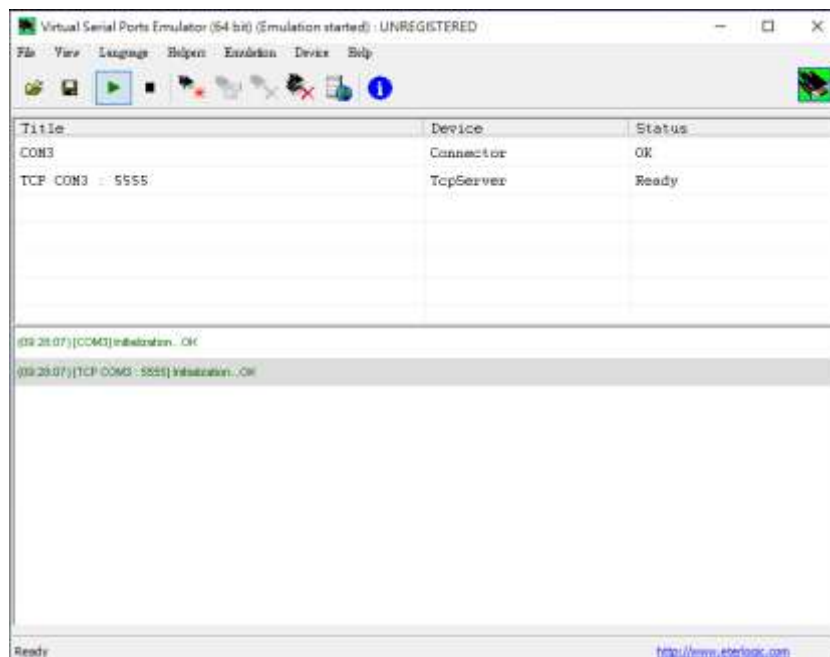 Virtual Serial Ports Emulator (64 bit) (Emulation started) : UNREGISTERED
File View Language Helpers Emulation Device Help
Title Device Status
COM3 Connector OK
TCP COM3 : 5555 TcpServer Ready
(09:28:07) [COM3] Initialization...OK
(09:28:07) [TCP COM3 : 5555] Initialization...OK
Ready http://www.eterlogic.com